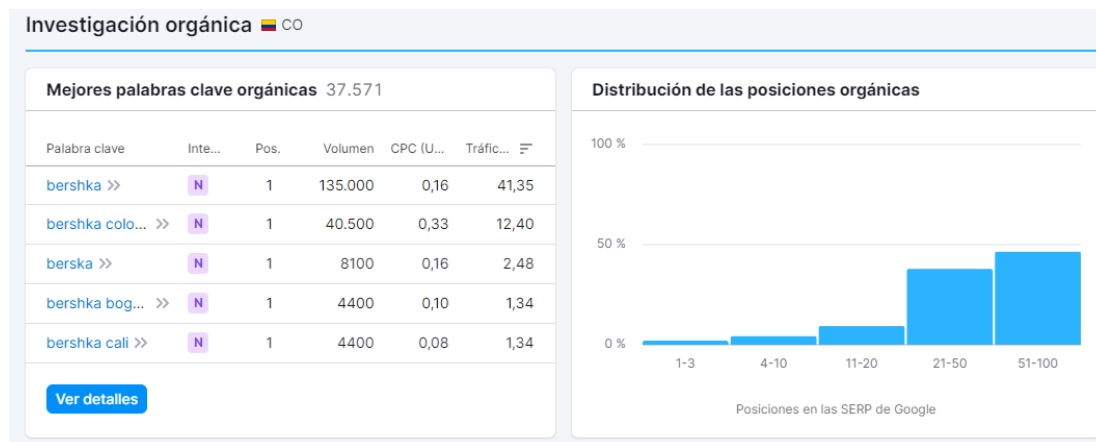 Investigación orgánica CO
Mejores palabras clave orgánicas 37.571
Palabra clave Inte... Pos. Volumen CPC (U... Tráfic...
bershka N 1 135.000 0,16 41,35
bershka colo... N 1 40.500 0,33 12,40
berska N 1 8100 0,16 2,48
bershka bog... N 1 4400 0,10 1,34
bershka cali N 1 4400 0,08 1,34
Ver detalles
Distribución de las posiciones orgánicas
100 %
50 %
0 %
1-3 4-10 11-20 21-50 51-100
Posiciones en las SERP de Google